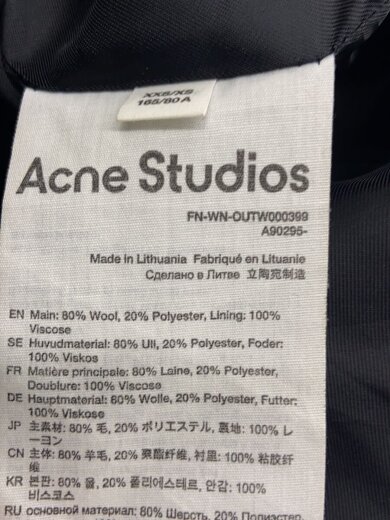 XXS/XS
165/80A
Acne Studios
FN-WN-OUTW000399
A90295-
Made in Lithuania Fabriqué en Lituanie
Сделано в Литве 立陶宛制造
EN Main: 80% Wool, 20% Polyester, Lining: 100%
Viscose
SE Huvudmaterial: 80% Ull, 20% Polyester, Foder:
100% Viskos
FR Matière principale: 80% Laine, 20% Polyester,
Doublure: 100% Viscose
DE Hauptmaterial: 80% Wolle, 20% Polyester, Futter:
100% Viskose
JP 主素材: 80% 毛, 20% ポリエステル, 裏地: 100% レ
ーヨン
CN 主体: 80% 羊毛, 20% 聚酯纤维, 衬里: 100% 粘胶纤
维
KR 본판: 80% 울, 20% 폴리에스테르, 안감: 100%
비스코스
RU основной материал: 80% Шерсть, 20% Полиэстер,